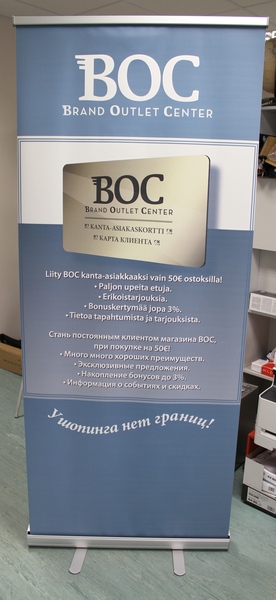 BOC
BRAND OUTLET CENTER
BOC
BRAND OUTLET CENTER
KANTA-ASIAKASKORTTI
КАРТА КЛИЕНТА
Liity BOC kanta-asiakkaaksi vain 50€ ostoksilla!
• Paljon upeita etuja.
• Erikoistarjouksia.
• Bonuskertymää jopa 3%.
• Tietoa tapahtumista ja tarjouksista.
Стань постоянным клиентом магазина BOC,
при покупке на 50€!
• Много много хороших преимуществ.
• Эксклюзивные предложения.
• Накопление бонусов до 3%.
• Информация о событиях и скидках.
У шопинга нет границ!